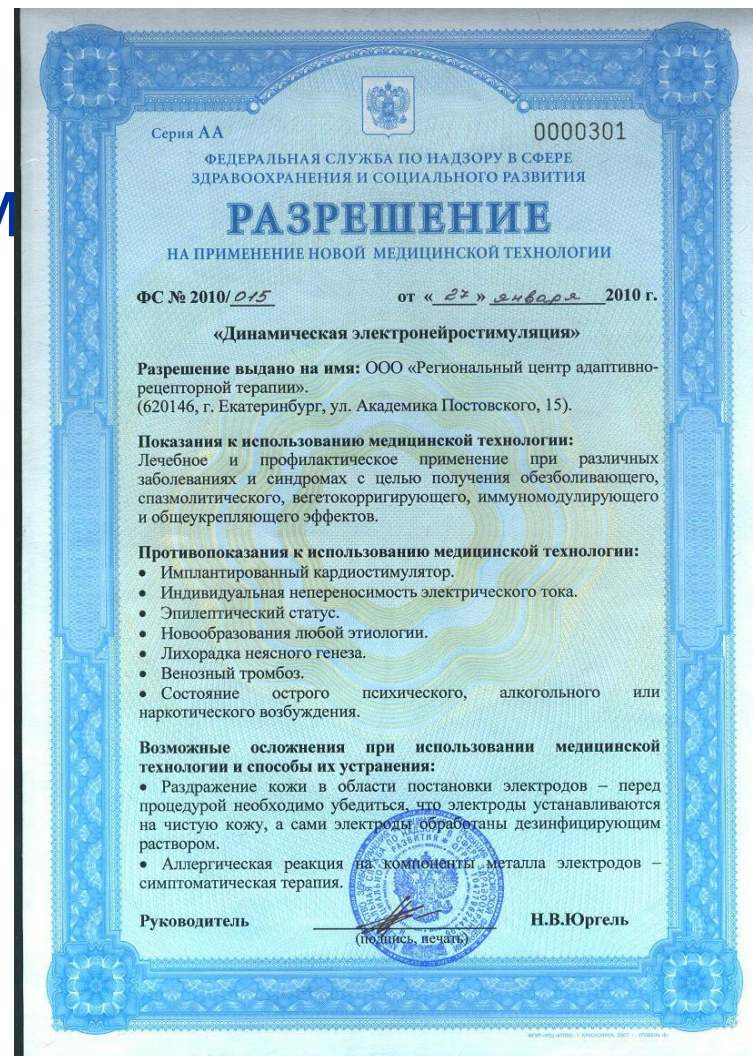 М
Серия АА
0000301
ФЕДЕРАЛЬНАЯ СЛУЖБА ПО НАДЗОРУ В СФЕРЕ
ЗДРАВООХРАНЕНИЯ И СОЦИАЛЬНОГО РАЗВИТИЯ
РАЗРЕШЕНИЕ
НА ПРИМЕНЕНИЕ НОВОЙ МЕДИЦИНСКОЙ ТЕХНОЛОГИИ
ФС № 2010/015 от «27» января 2010 г.
«Динамическая электронейростимуляция»
Разрешение выдано на имя: ООО «Региональный центр адаптивно-
рецепторной терапии».
(620146, г. Екатеринбург, ул. Академика Постовского, 15).
Показания к использованию медицинской технологии:
Лечебное и профилактическое применение при различных
заболеваниях и синдромах с целью получения обезболивающего,
спазмолитического, вегетокорригирующего, иммуномодулирующего
и общеукрепляющего эффектов.
Противопоказания к использованию медицинской технологии:
• Имплантированный кардиостимулятор.
• Индивидуальная непереносимость электрического тока.
• Эпилептический статус.
• Новообразования любой этиологии.
• Лихорадка неясного генеза.
• Венозный тромбоз.
• Состояние острого психического, алкогольного или
наркотического возбуждения.
Возможные осложнения при использовании медицинской
технологии и способы их устранения:
• Раздражение кожи в области постановки электродов – перед
процедурой необходимо убедиться, что электроды устанавливаются
на чистую кожу, а сами электроды обработаны дезинфицирующим
раствором.
• Аллергическая реакция на компоненты металла электродов –
симптоматическая терапия.
Руководитель
Н.В.Юргель
(подпись, печать)